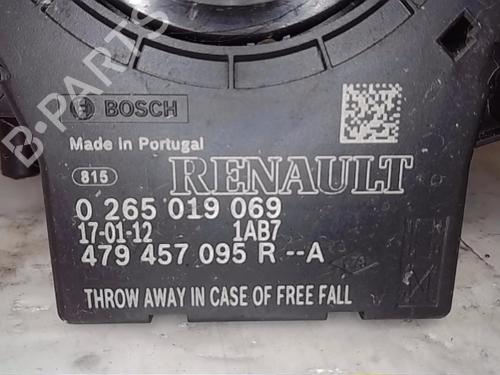 B-PARTS
BOSCH
Made in Portugal
815
RENAULT
0 265 019 069
17-01-12 1AB7
479 457 095 R --A
THROW AWAY IN CASE OF FREE FALL